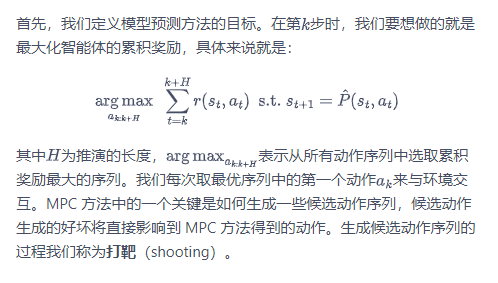 首先，我们定义模型预测方法的目标。在第k步时，我们要想做的就是
最大化智能体的累积奖励，具体来说就是：
arg max_{a_{k:k+H}} ∑_{t=k}^{k+H} r(s_t, a_t) s.t. s_{t+1} = P̂(s_t, a_t)
其中H为推演的长度，arg max_{a_{k:k+H}}表示从所有动作序列中选取累积
奖励最大的序列。我们每次取最优序列中的第一个动作a_k来与环境交
互。MPC 方法中的一个关键是如何生成一些候选动作序列，候选动作
生成的好坏将直接影响到 MPC 方法得到的动作。生成候选动作序列的
过程我们称为打靶（shooting）。